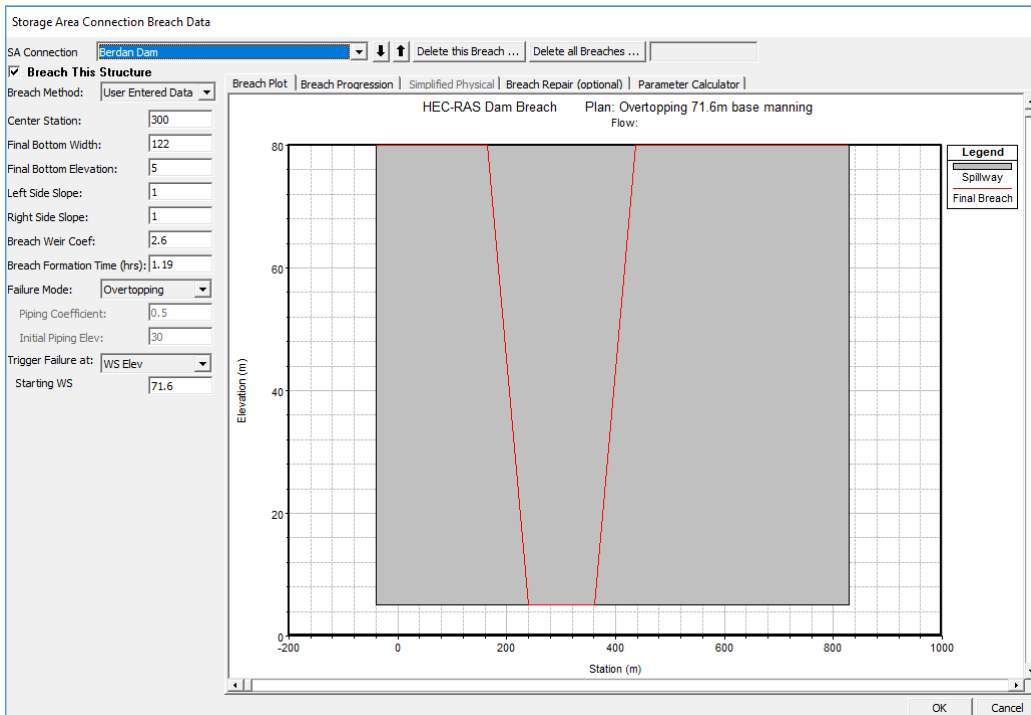 Storage Area Connection Breach Data
SA Connection Berdan Dam Delete this Breach ... Delete all Breaches ...
Breach This Structure
Breach Method: User Entered Data
Center Station: 300
Final Bottom Width: 122
Final Bottom Elevation: 5
Left Side Slope: 1
Right Side Slope: 1
Breach Weir Coef: 2.6
Breach Formation Time (hrs): 1.19
Failure Mode: Overtopping
Piping Coefficient: 0.5
Initial Piping Elev: 30
Trigger Failure at: WS Elev
Starting WS 71.6
Breach Plot Breach Progression Simplified Physical Breach Repair (optional) Parameter Calculator
HEC-RAS Dam Breach Plan: Overtopping 71.6m base manning
Flow:
Legend
Spillway
Final Breach
80
60
40
20
0
Elevation (m)
-200 0 200 400 600 800 1000
Station (m)
OK Cancel